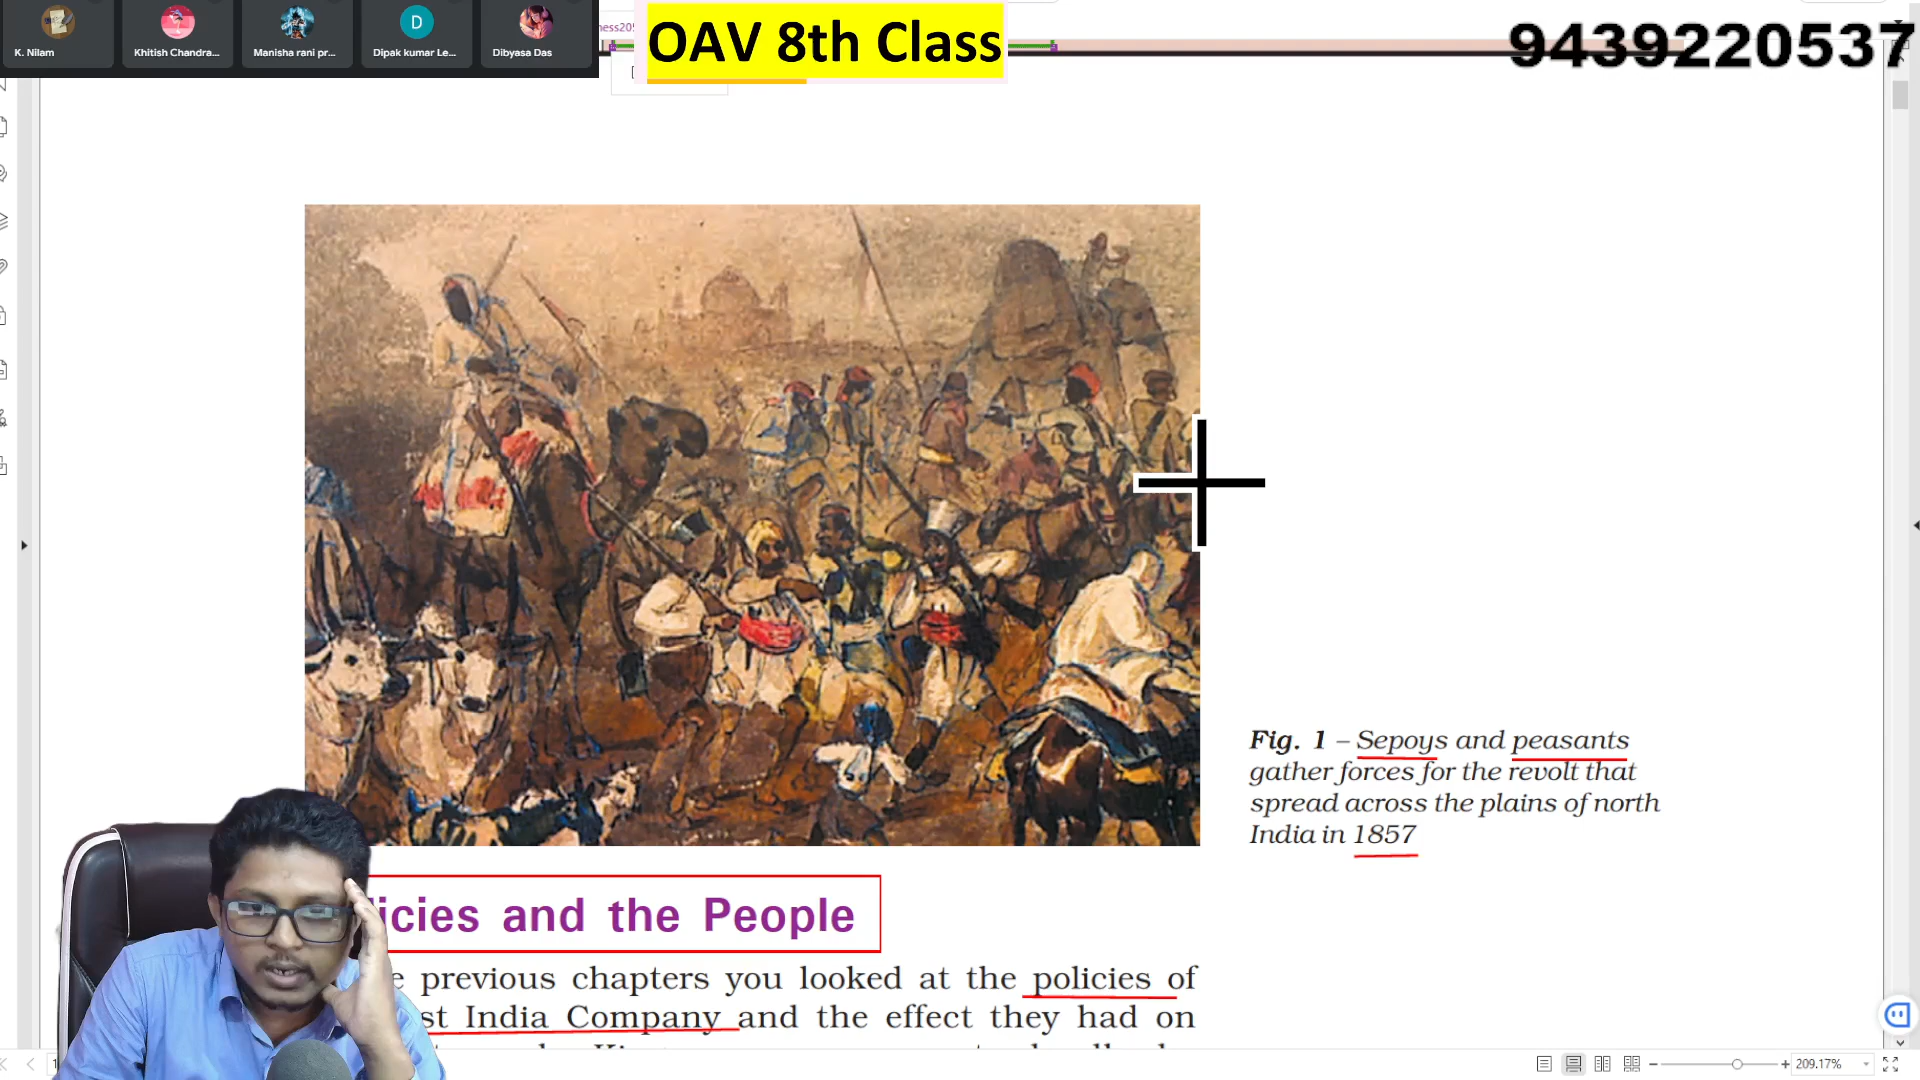 K. Nilam
Khitish Chandra...
Manisha rani pr...
Dipak kumar Le...
Dibyasa Das
D
ness205
OAV 8th Class
9439220537
Fig. 1 – Sepoys and peasants
gather forces for the revolt that
spread across the plains of north
India in 1857
icies and the People
e previous chapters you looked at the policies of
st India Company and the effect they had on
209.17%